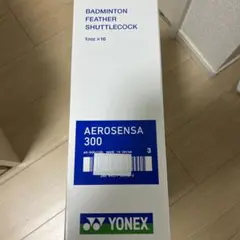 BADMINTON
FEATHER
SHUTTLECOCK
AEROSENSA
300
3
YONEX